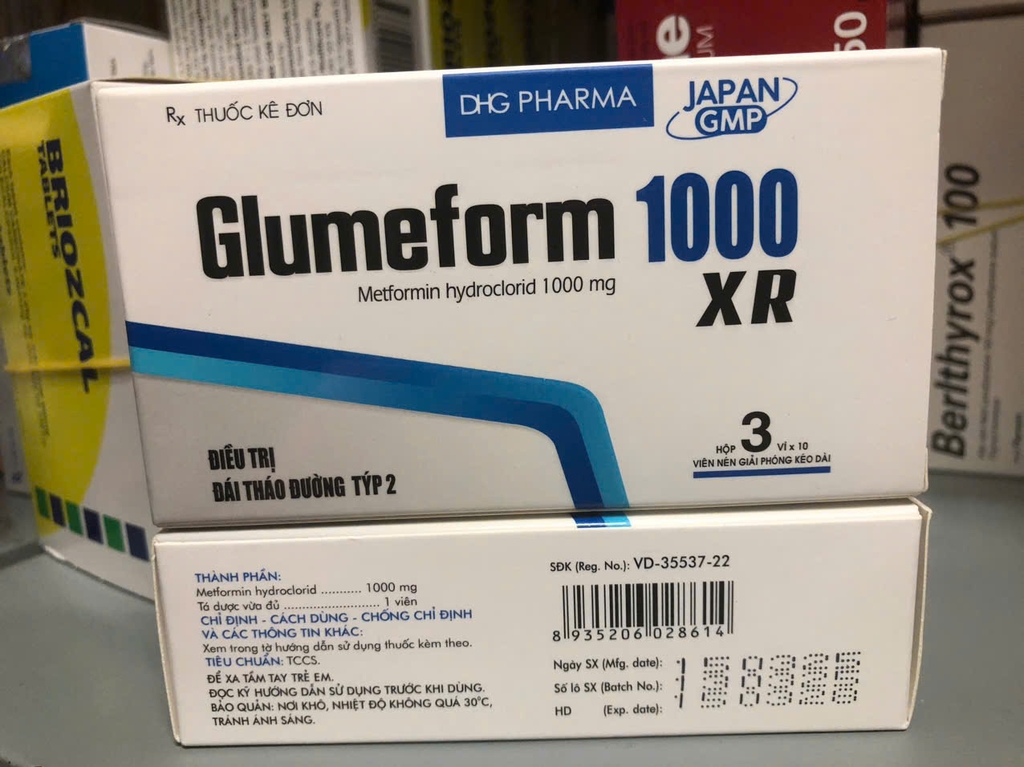 Rx THUỐC KÊ ĐƠN
DHG PHARMA
JAPAN
GMP
Glumeform 1000
XR
Metformin hydroclorid 1000 mg
ĐIỀU TRỊ
ĐÁI THÁO ĐƯỜNG TÝP 2
HỘP 3 VỈ x 10
VIÊN NÉN GIẢI PHÓNG KÉO DÀI
THÀNH PHẦN:
Metformin hydroclorid ........... 1000 mg
Tá dược vừa đủ ......................... 1 viên
CHỈ ĐỊNH - CÁCH DÙNG - CHỐNG CHỈ ĐỊNH
VÀ CÁC THÔNG TIN KHÁC:
Xem trong tờ hướng dẫn sử dụng thuốc kèm theo.
TIÊU CHUẨN: TCCS.
ĐỂ XA TẦM TAY TRẺ EM.
ĐỌC KỸ HƯỚNG DẪN SỬ DỤNG TRƯỚC KHI DÙNG.
BẢO QUẢN: NƠI KHÔ, NHIỆT ĐỘ KHÔNG QUÁ 30°C,
TRÁNH ÁNH SÁNG.
SĐK (Reg. No.): VD-35537-22
8 935206 028614
Ngày SX (Mfg. date):
Số lô SX (Batch No.):
HD (Exp. date):
BRIOZCAL
TABLETS
Berlthyrox 100
50